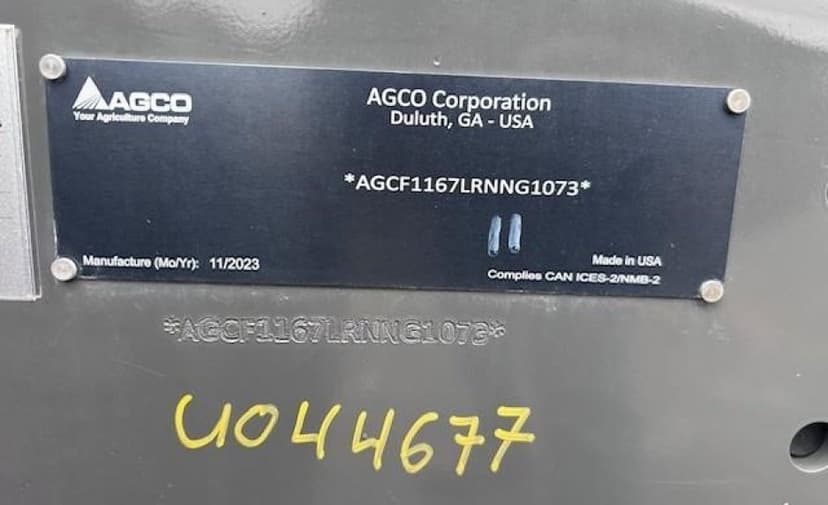 AGCO
Your Agriculture Company
AGCO Corporation
Duluth, GA - USA
*AGCF1167LRNNG1073*
11
Manufacture (Mo/Yr): 11/2023
Made in USA
Complies CAN ICES-2/NMB-2
*AGCF1167LRNNG1073*
U044677